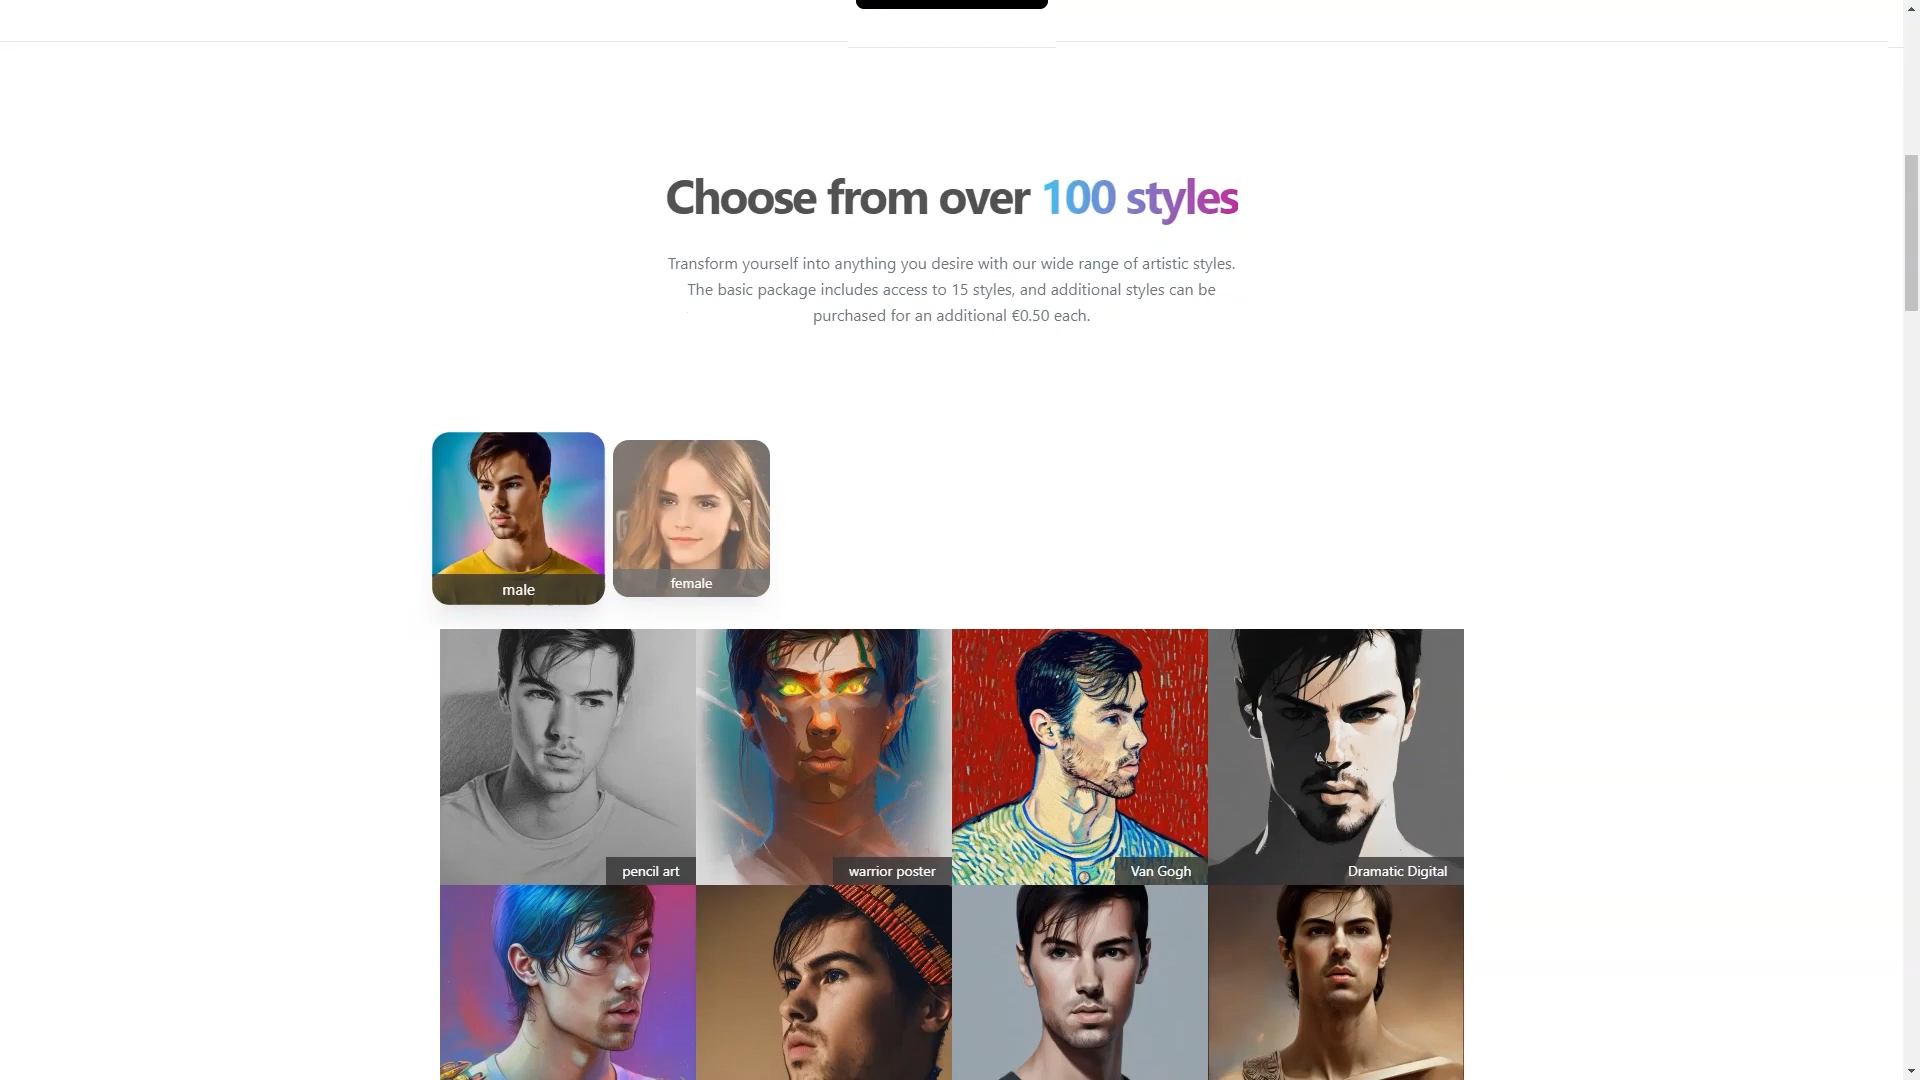 Choose from over 100 styles
Transform yourself into anything you desire with our wide range of artistic styles.
The basic package includes access to 15 styles, and additional styles can be
purchased for an additional €0.50 each.
male
female
pencil art
warrior poster
Van Gogh
Dramatic Digital